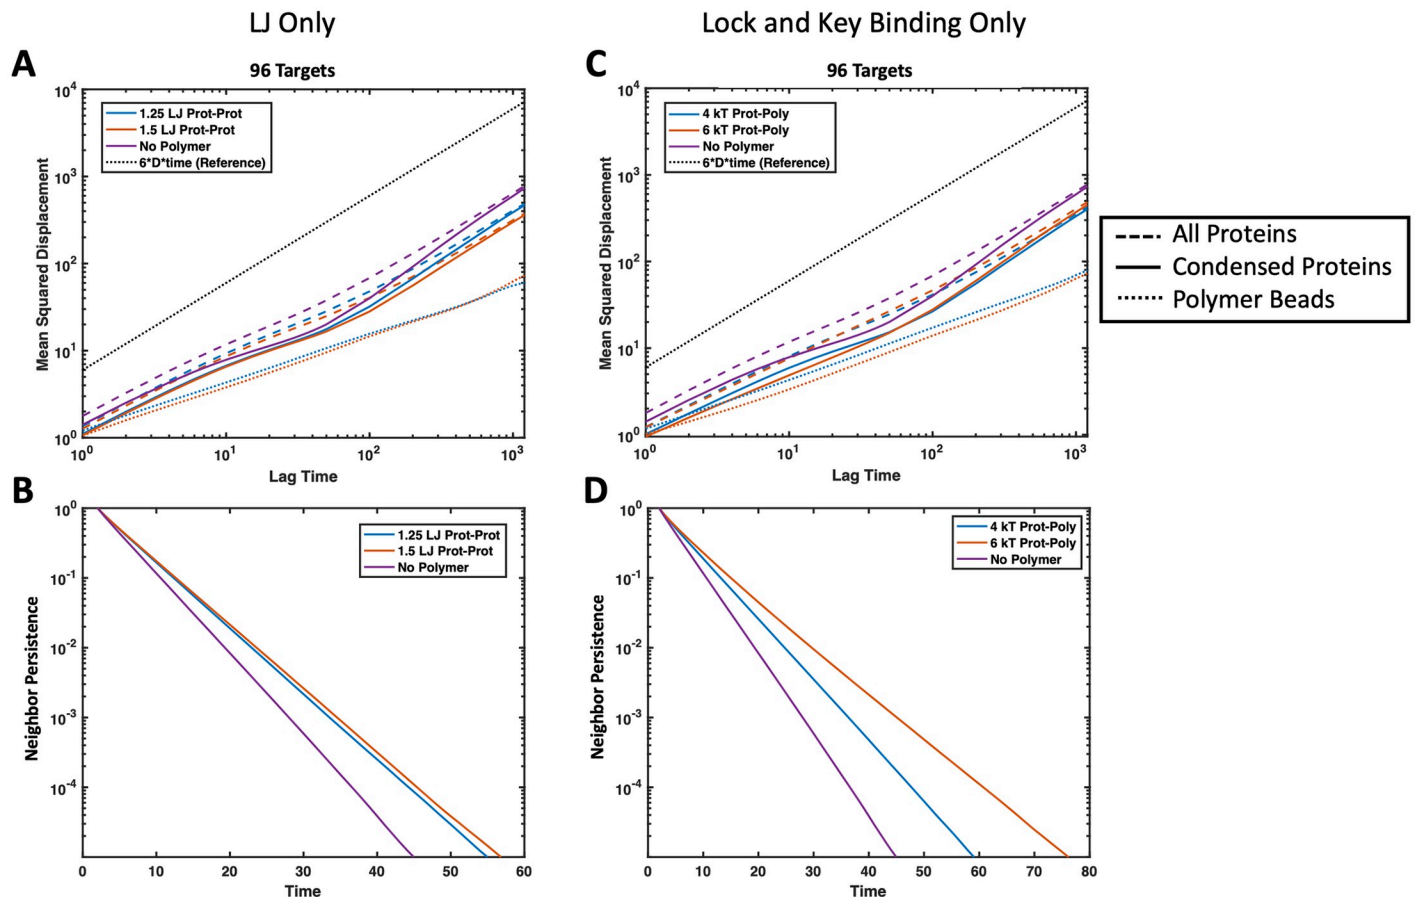 LJ Only
Lock and Key Binding Only
A
96 Targets
10^4
10^3
10^2
10^1
10^0
Mean Squared Displacement
1.25 LJ Prot-Prot
1.5 LJ Prot-Prot
No Polymer
6*D*time (Reference)
10^0 10^1 10^2 10^3
Lag Time
C
96 Targets
10^4
10^3
10^2
10^1
10^0
Mean Squared Displacement
4 kT Prot-Poly
6 kT Prot-Poly
No Polymer
6*D*time (Reference)
10^0 10^1 10^2 10^3
Lag Time
All Proteins
Condensed Proteins
Polymer Beads
B
10^0
10^-1
10^-2
10^-3
10^-4
Neighbor Persistence
1.25 LJ Prot-Prot
1.5 LJ Prot-Prot
No Polymer
0 10 20 30 40 50 60
Time
D
10^0
10^-1
10^-2
10^-3
10^-4
Neighbor Persistence
4 kT Prot-Poly
6 kT Prot-Poly
No Polymer
0 10 20 30 40 50 60 70 80
Time